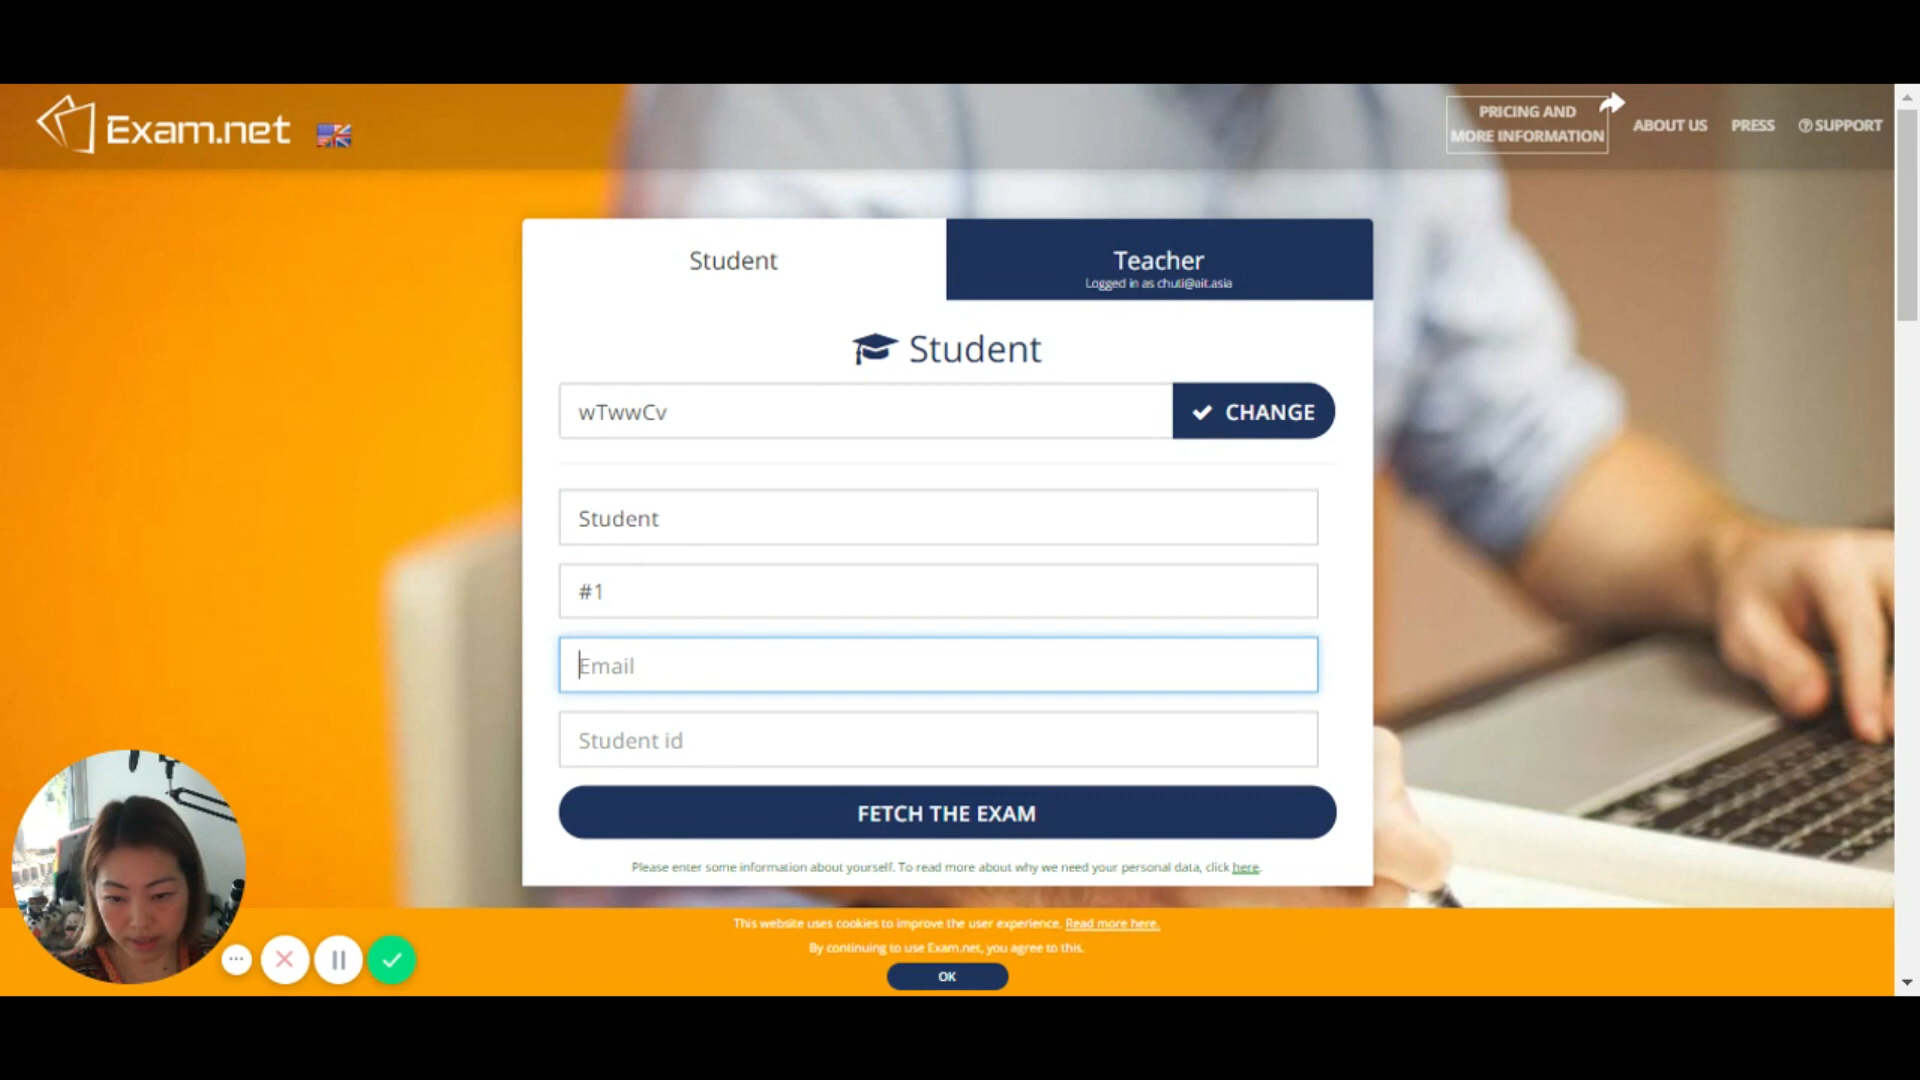 Exam.net
PRICING AND
MORE INFORMATION
ABOUT US
PRESS
SUPPORT
Student
Teacher
Logged in as chuti@ait.asia
Student
wTwwCv
CHANGE
Student
#1
Email
Student id
FETCH THE EXAM
Please enter some information about yourself. To read more about why we need your personal data, click here.
This website uses cookies to improve the user experience. Read more here.
By continuing to use Exam.net, you agree to this.
OK